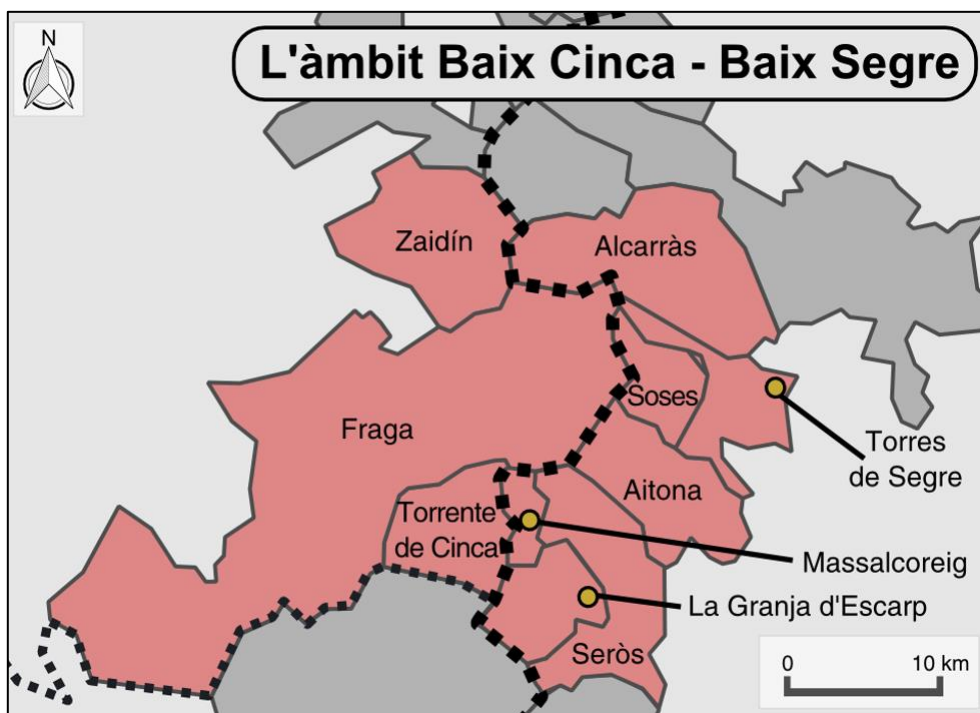 N
L'àmbit Baix Cinca - Baix Segre
Zaidín
Alcarràs
Soses
Fraga
Torres
de Segre
Aitona
Torrente
de Cinca
Massalcoreig
La Granja d'Escarp
Seròs
0 10 km